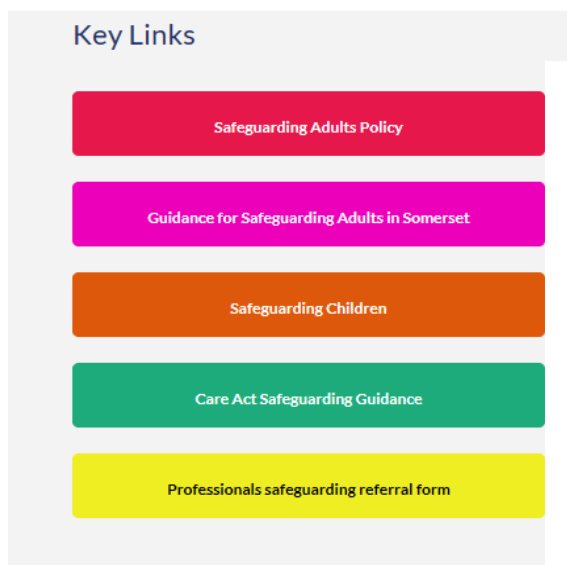 Key Links
Safeguarding Adults Policy
Guidance for Safeguarding Adults in Somerset
Safeguarding Children
Care Act Safeguarding Guidance
Professionals safeguarding referral form